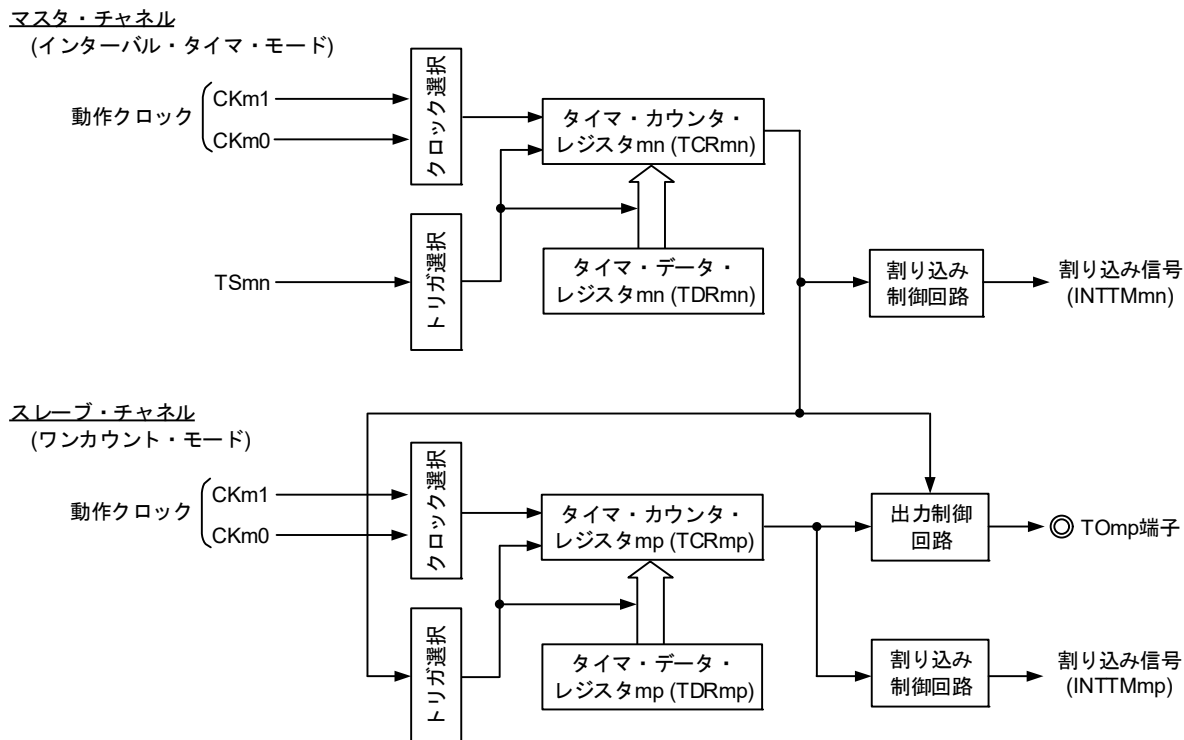 マスタ・チャネル
(インターバル・タイマ・モード)
動作クロック
CKm1
CKm0
クロック選択
タイマ・カウンタ・
レジスタmn (TCRmn)
TSmn
トリガ選択
タイマ・データ・
レジスタmn (TDRmn)
割り込み
制御回路
割り込み信号
(INTTMmn)
スレーブ・チャネル
(ワンカウント・モード)
動作クロック
CKm1
CKm0
クロック選択
タイマ・カウンタ・
レジスタmp (TCRmp)
出力制御
回路
TOmp端子
トリガ選択
タイマ・データ・
レジスタmp (TDRmp)
割り込み
制御回路
割り込み信号
(INTTMmp)